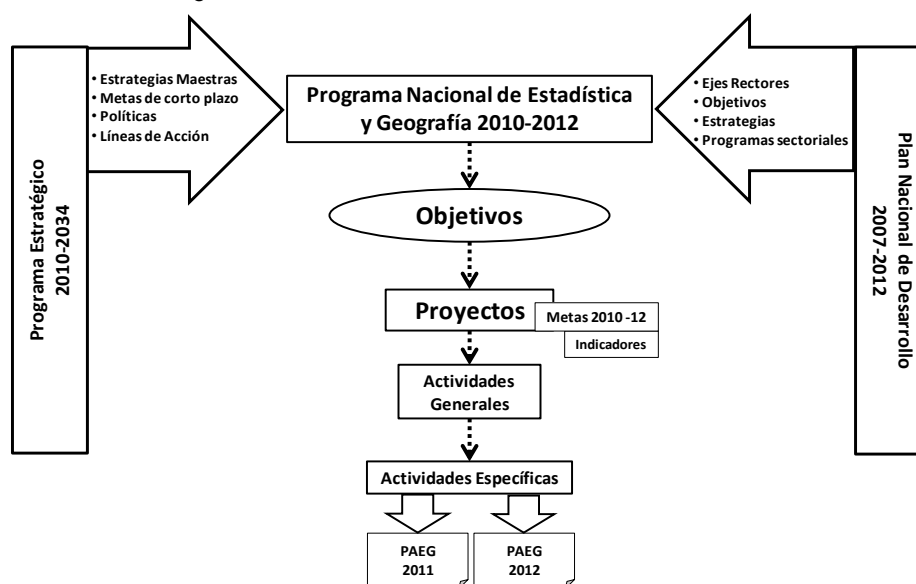 Programa Estratégico
2010-2034
• Estrategias Maestras
• Metas de corto plazo
• Políticas
• Líneas de Acción
Programa Nacional de Estadística
y Geografía 2010-2012
• Ejes Rectores
• Objetivos
• Estrategias
• Programas sectoriales
Plan Nacional de Desarrollo
2007-2012
Objetivos
Proyectos
Metas 2010 -12
Indicadores
Actividades
Generales
Actividades Específicas
PAEG
2011
PAEG
2012